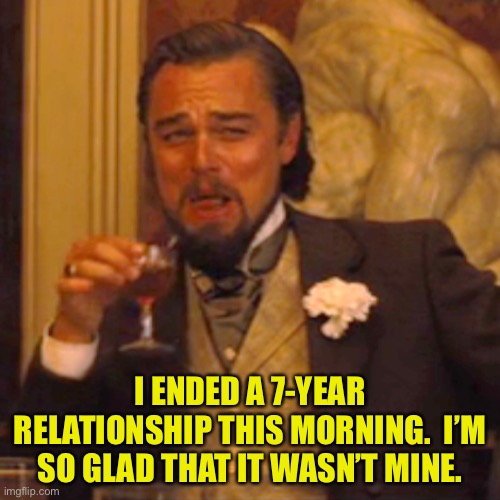 I ENDED A 7-YEAR
RELATIONSHIP THIS MORNING.  I’M
SO GLAD THAT IT WASN’T MINE.
imgflip.com